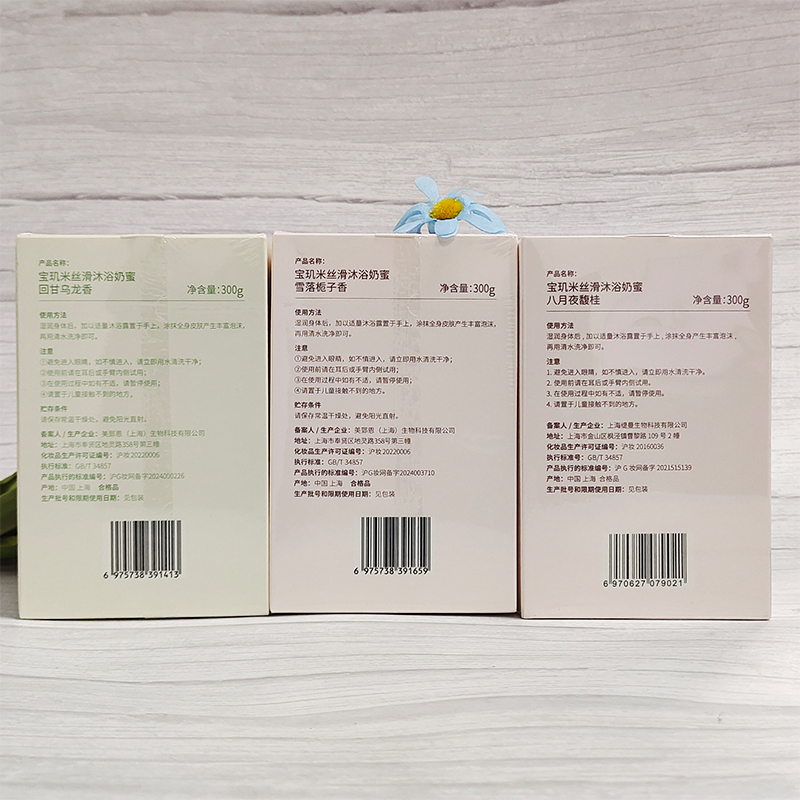 产品名称：
宝玑米丝滑沐浴奶蜜
回甘乌龙香
净含量：300g
使用方法
湿润身体后，加以适量沐浴露置于手上，涂抹全身皮肤产生丰富泡沫，
再用清水洗净即可。
注意
①避免进入眼睛，如不慎进入，请立即用水清洗干净；
②使用前请在耳后或手臂内侧试用；
③在使用过程中如有不适，请暂停使用；
④请置于儿童接触不到的地方。
贮存条件
请保存常温干燥处，避免阳光直射。
备案人/生产企业：美郅恩（上海）生物科技有限公司
地址：上海市奉贤区地灵路358号第三幢
化妆品生产许可证编号：沪妆20220006
执行标准：GB/T 34857
产品执行的标准编号：沪G妆网备字2024000226
产地：中国 上海 合格品
生产批号和限期使用日期：见包装
6 975738 391413
产品名称：
宝玑米丝滑沐浴奶蜜
雪落栀子香
净含量：300g
使用方法
湿润身体后，加以适量沐浴露置于手上，涂抹全身皮肤产生丰富泡沫，
再用清水洗净即可。
注意
①避免进入眼睛，如不慎进入，请立即用水清洗干净；
②使用前请在耳后或手臂内侧试用；
③在使用过程中如有不适，请暂停使用；
④请置于儿童接触不到的地方。
贮存条件
请保存常温干燥处，避免阳光直射。
备案人/生产企业：美郅恩（上海）生物科技有限公司
地址：上海市奉贤区地灵路358号第三幢
化妆品生产许可证编号：沪妆20220006
执行标准：GB/T 34857
产品执行的标准编号：沪G妆网备字2024003710
产地：中国 上海 合格品
生产批号和限期使用日期：见包装
6 975738 391659
产品名称：
宝玑米丝滑沐浴奶蜜
八月夜馥桂
净含量：300g
使用方法
湿润身体后，加以适量沐浴露置于手上，涂抹全身皮肤产生丰富泡沫，
再用清水洗净即可。
注意
1. 避免进入眼睛，如不慎进入，请立即用水清洗干净。
2. 使用前请在耳后或手臂内侧试用。
3. 在使用过程中如有不适，请暂停使用。
4. 请置于儿童接触不到的地方。
备案人/生产企业：上海缇曼生物科技有限公司
地址：上海市金山区枫泾镇曹黎路 109 号 2 幢
化妆品生产许可证编号：沪妆 20160036
执行标准：GB/T 34857
产品执行的标准编号：沪 G 妆网备字 2021515139
产地：中国 上海 合格品
生产批号和限期使用日期：见包装
6 970627 079021